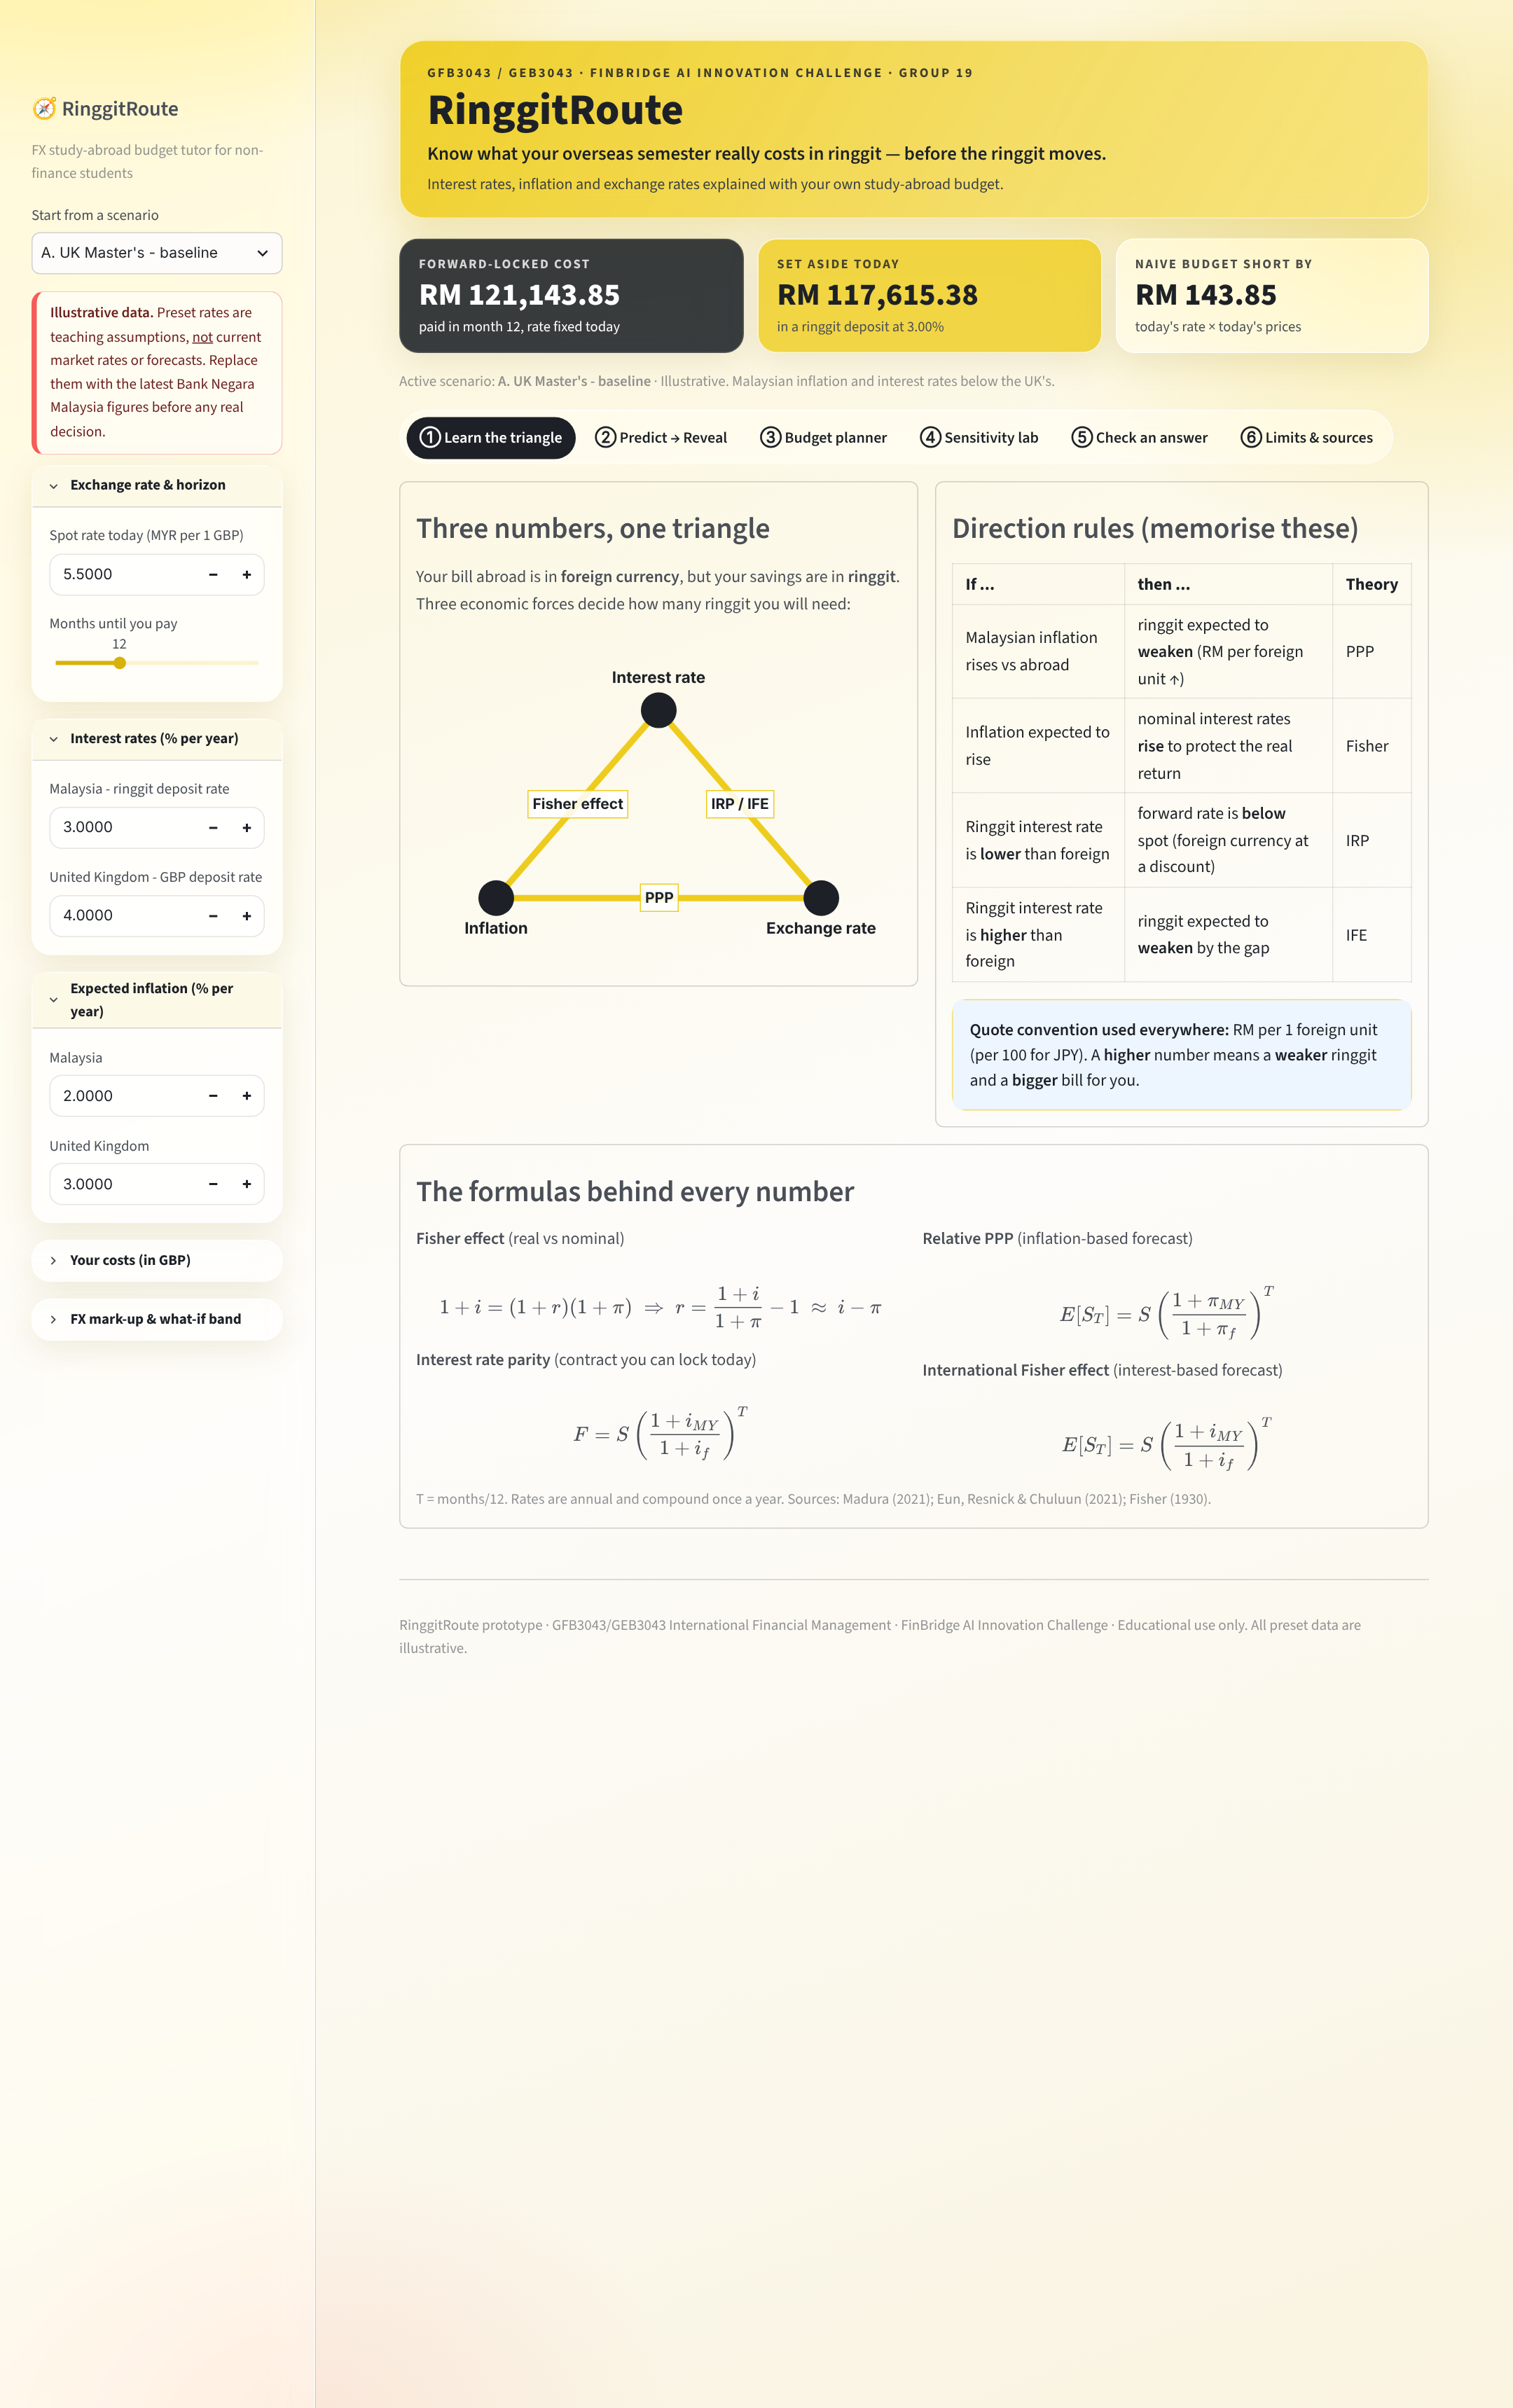 🧭 RinggitRoute
FX study-abroad budget tutor for non-
finance students
Start from a scenario
A. UK Master's - baseline
Illustrative data. Preset rates are
teaching assumptions, not current
market rates or forecasts. Replace
them with the latest Bank Negara
Malaysia figures before any real
decision.
Exchange rate & horizon
Spot rate today (MYR per 1 GBP)
5.5000 − +
Months until you pay
12
Interest rates (% per year)
Malaysia - ringgit deposit rate
3.0000 − +
United Kingdom - GBP deposit rate
4.0000 − +
Expected inflation (% per
year)
Malaysia
2.0000 − +
United Kingdom
3.0000 − +
Your costs (in GBP)
FX mark-up & what-if band
GFB3043 / GEB3043 · FINBRIDGE AI INNOVATION CHALLENGE · GROUP 19
RinggitRoute
Know what your overseas semester really costs in ringgit — before the ringgit moves.
Interest rates, inflation and exchange rates explained with your own study-abroad budget.
FORWARD-LOCKED COST
RM 121,143.85
paid in month 12, rate fixed today
SET ASIDE TODAY
RM 117,615.38
in a ringgit deposit at 3.00%
NAIVE BUDGET SHORT BY
RM 143.85
today's rate × today's prices
Active scenario: A. UK Master's - baseline · Illustrative. Malaysian inflation and interest rates below the UK's.
① Learn the triangle ② Predict → Reveal ③ Budget planner ④ Sensitivity lab ⑤ Check an answer ⑥ Limits & sources
Three numbers, one triangle
Your bill abroad is in foreign currency, but your savings are in ringgit.
Three economic forces decide how many ringgit you will need:
Interest rate
Fisher effect IRP / IFE
PPP
Inflation Exchange rate
Direction rules (memorise these)
If ... then ... Theory
Malaysian inflation
rises vs abroad
ringgit expected to
weaken (RM per foreign
unit ↑)
PPP
Inflation expected to
rise
nominal interest rates
rise to protect the real
return
Fisher
Ringgit interest rate
is lower than foreign
forward rate is below
spot (foreign currency at
a discount)
IRP
Ringgit interest rate
is higher than
foreign
ringgit expected to
weaken by the gap
IFE
Quote convention used everywhere: RM per 1 foreign unit
(per 100 for JPY). A higher number means a weaker ringgit
and a bigger bill for you.
The formulas behind every number
Fisher effect (real vs nominal)
1 + i = (1 + r)(1 + π) ⇒ r = \frac{1 + i}{1 + π} − 1 ≈ i − π
Interest rate parity (contract you can lock today)
F = S \left(\frac{1 + i_{MY}}{1 + i_f}\right)^T
Relative PPP (inflation-based forecast)
E[S_T] = S \left(\frac{1 + π_{MY}}{1 + π_f}\right)^T
International Fisher effect (interest-based forecast)
E[S_T] = S \left(\frac{1 + i_{MY}}{1 + i_f}\right)^T
T = months/12. Rates are annual and compound once a year. Sources: Madura (2021); Eun, Resnick & Chuluun (2021); Fisher (1930).
RinggitRoute prototype · GFB3043/GEB3043 International Financial Management · FinBridge AI Innovation Challenge · Educational use only. All preset data are
illustrative.